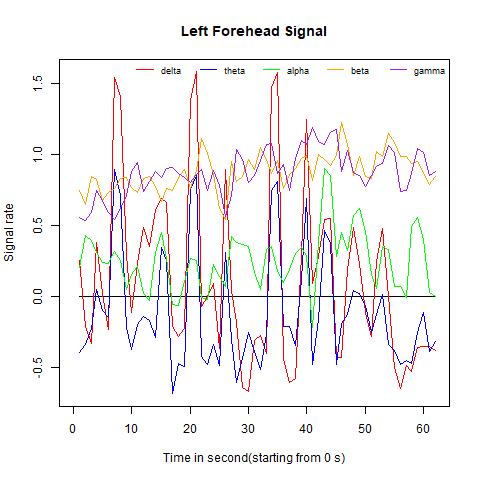 Left Forehead Signal
delta theta alpha beta gamma
Signal rate
1.5
1.0
0.5
0.0
-0.5
0 10 20 30 40 50 60
Time in second(starting from 0 s)